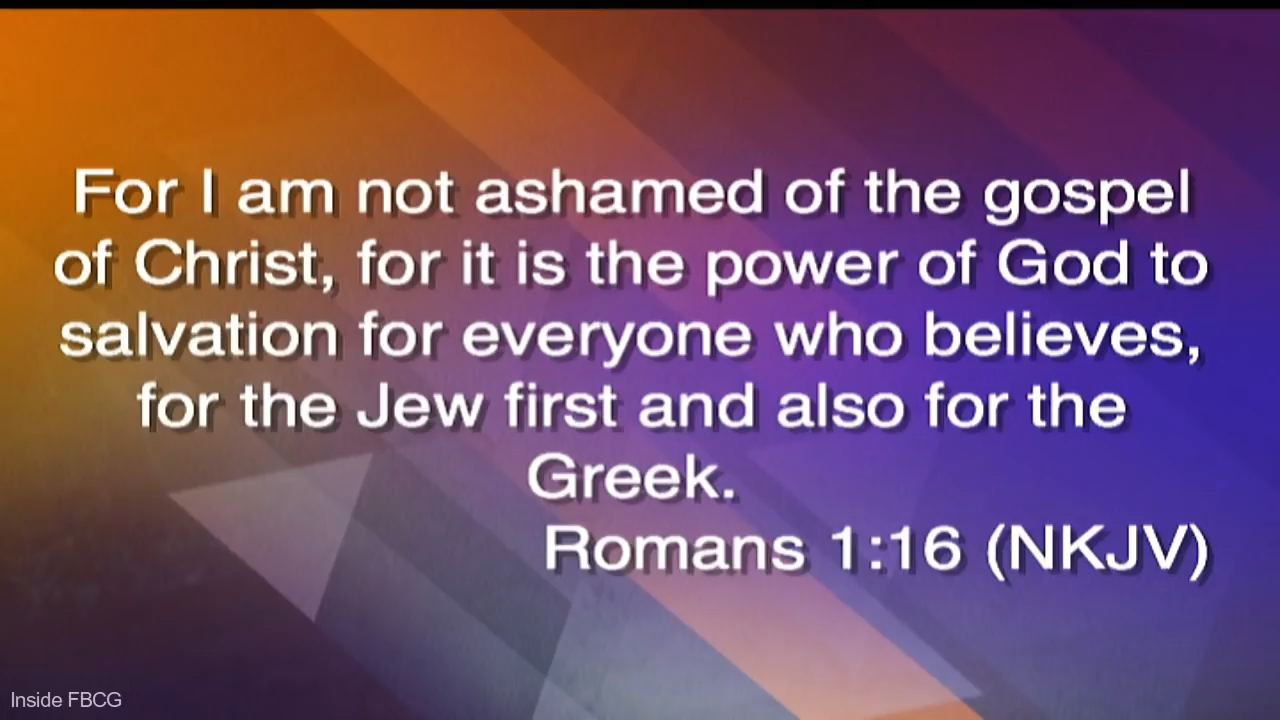 For I am not ashamed of the gospel
of Christ, for it is the power of God to
salvation for everyone who believes,
for the Jew first and also for the
Greek.
Romans 1:16 (NKJV)
Inside FBCG